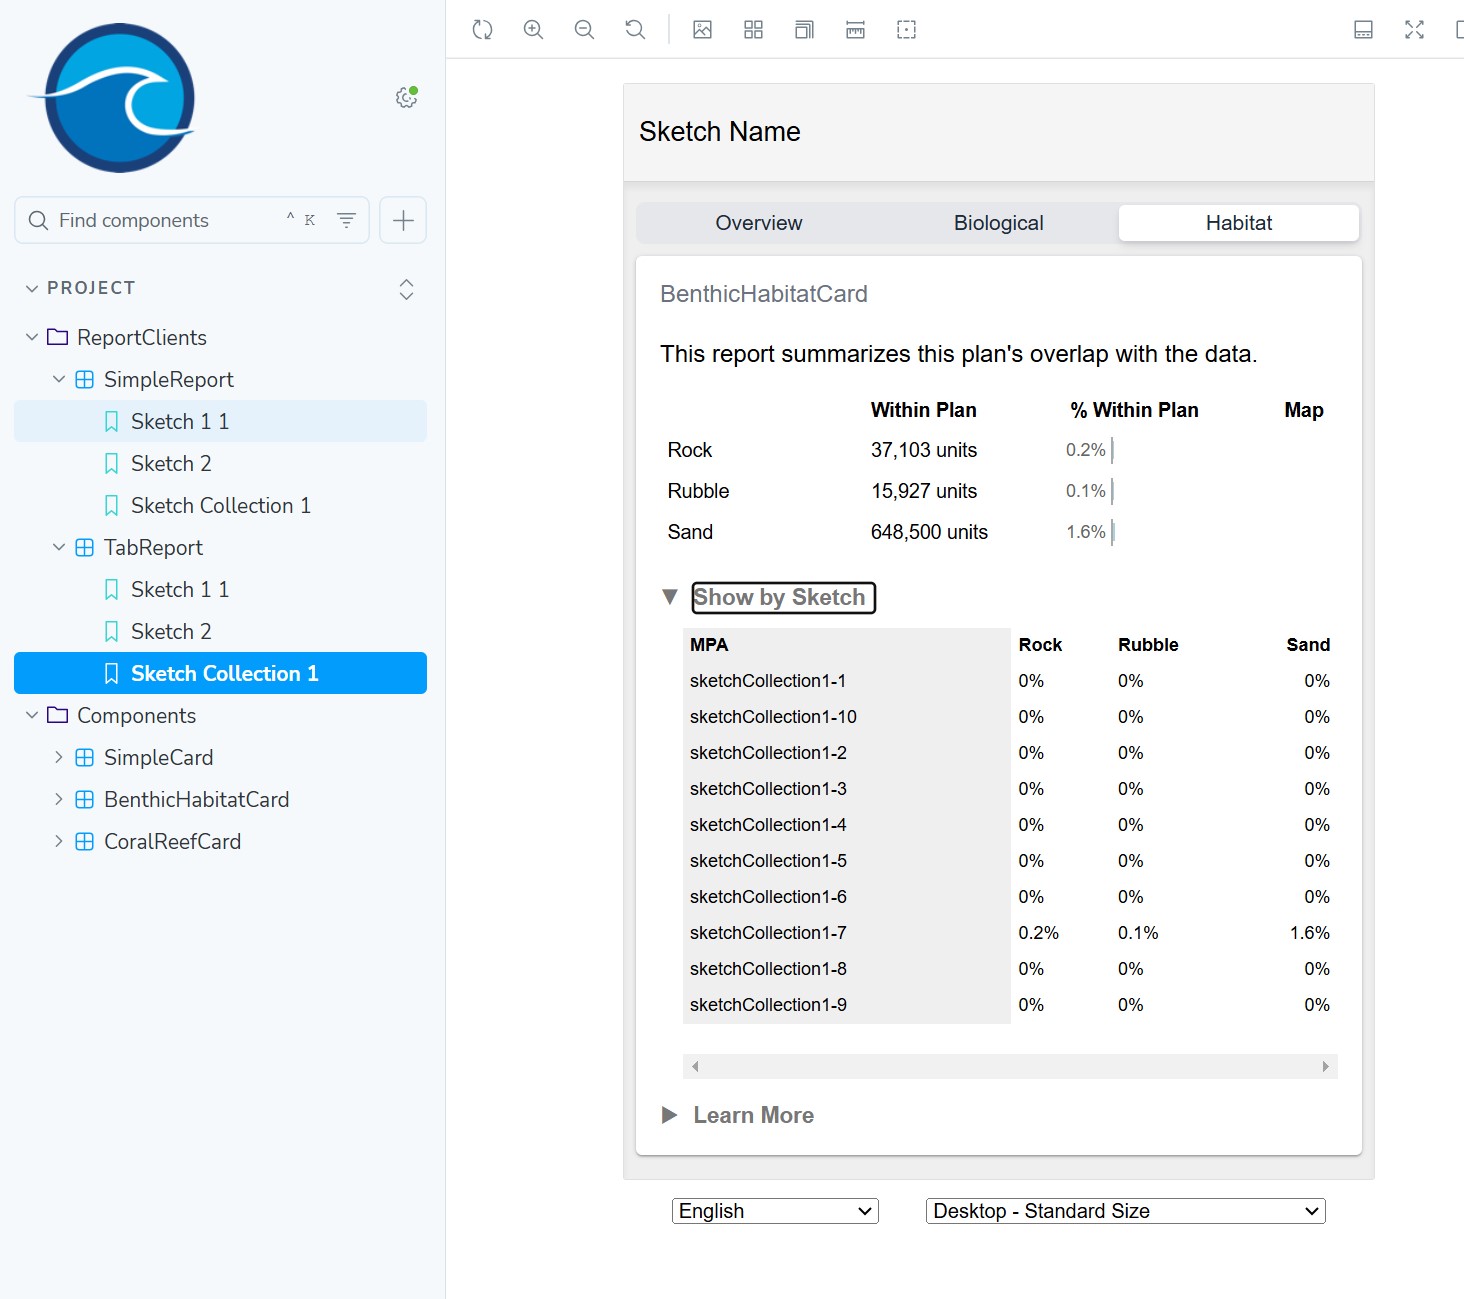 Find components
^ K
PROJECT
ReportClients
SimpleReport
Sketch 1 1
Sketch 2
Sketch Collection 1
TabReport
Sketch 1 1
Sketch 2
Sketch Collection 1
Components
SimpleCard
BenthicHabitatCard
CoralReefCard
Sketch Name
Overview Biological Habitat
BenthicHabitatCard
This report summarizes this plan's overlap with the data.
Within Plan % Within Plan Map
Rock 37,103 units 0.2%
Rubble 15,927 units 0.1%
Sand 648,500 units 1.6%
▼ Show by Sketch
MPA Rock Rubble Sand
sketchCollection1-1 0% 0% 0%
sketchCollection1-10 0% 0% 0%
sketchCollection1-2 0% 0% 0%
sketchCollection1-3 0% 0% 0%
sketchCollection1-4 0% 0% 0%
sketchCollection1-5 0% 0% 0%
sketchCollection1-6 0% 0% 0%
sketchCollection1-7 0.2% 0.1% 1.6%
sketchCollection1-8 0% 0% 0%
sketchCollection1-9 0% 0% 0%
▶ Learn More
English Desktop - Standard Size